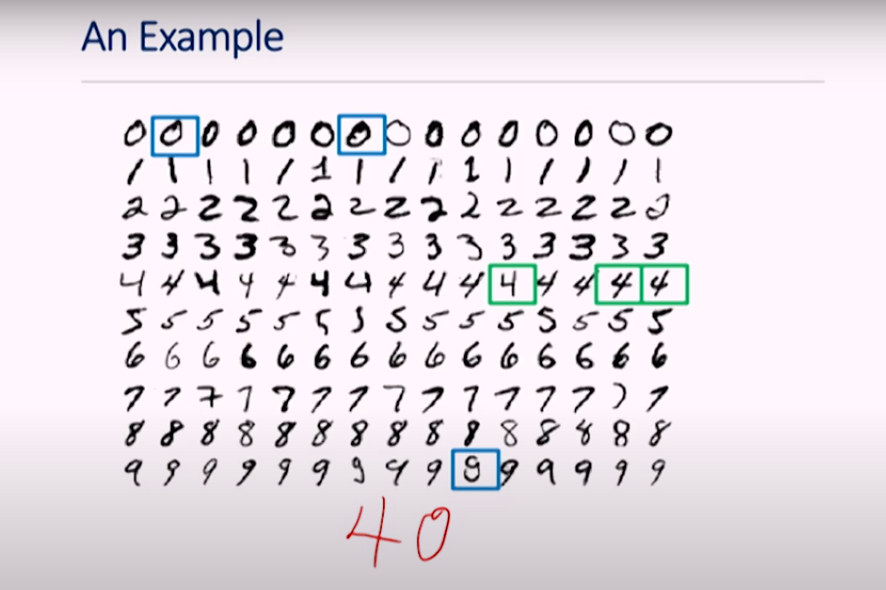 An Example
0 0 0 0 0 0 0 0 0 0 0 0 0 0 0
1 1 1 1 1 1 1 1 1 1 1 1 1 1 1
2 2 2 2 2 2 2 2 2 2 2 2 2 2 2
3 3 3 3 3 3 3 3 3 3 3 3 3 3 3
4 4 4 4 4 4 4 4 4 4 4 4 4 4 4
5 5 5 5 5 5 5 5 5 5 5 5 5 5 5
6 6 6 6 6 6 6 6 6 6 6 6 6 6 6
7 7 7 7 7 7 7 7 7 7 7 7 7 7 7
8 8 8 8 8 8 8 8 8 8 8 8 8 8 8
9 9 9 9 9 9 9 9 9 9 9 9 9 9 9
40